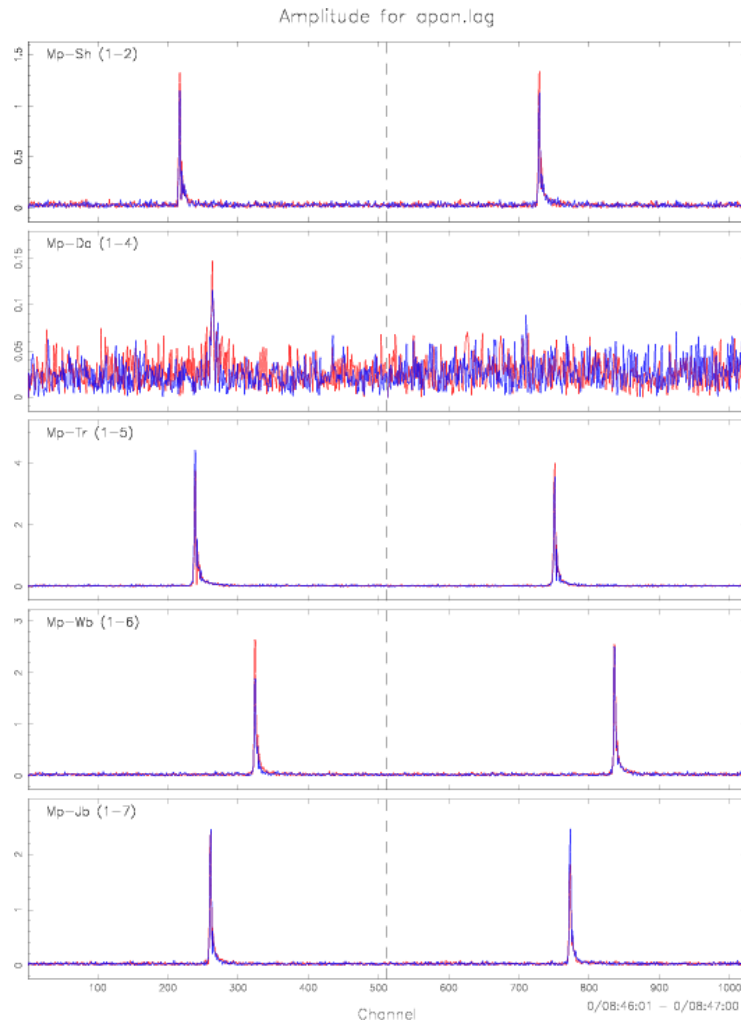 Amplitude for apan.lag
Mp-Sh (1-2)
1.5
1
0.5
0
Mp-Da (1-4)
0.15
0.1
0.05
0
Mp-Tr (1-5)
4
2
0
Mp-Wb (1-6)
3
2
1
0
Mp-Jb (1-7)
2
1
0
100 200 300 400 500 600 700 800 900 1000
Channel
0/08:46:01 - 0/08:47:00